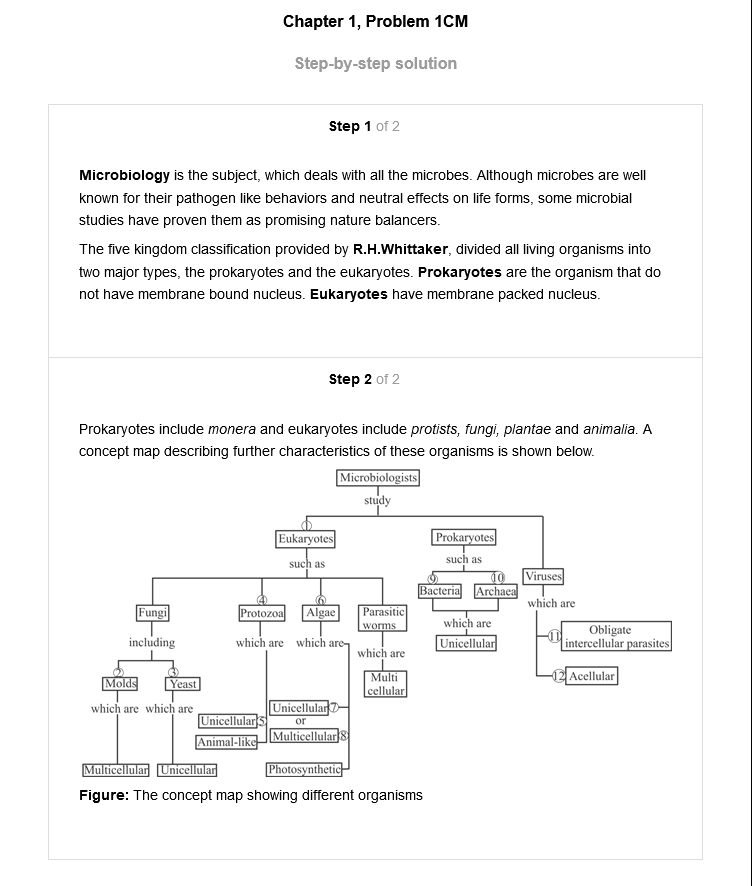 Chapter 1, Problem 1CM
Step-by-step solution
Step 1 of 2
Microbiology is the subject, which deals with all the microbes. Although microbes are well
known for their pathogen like behaviors and neutral effects on life forms, some microbial
studies have proven them as promising nature balancers.
The five kingdom classification provided by R.H.Whittaker, divided all living organisms into
two major types, the prokaryotes and the eukaryotes. Prokaryotes are the organism that do
not have membrane bound nucleus. Eukaryotes have membrane packed nucleus.
Step 2 of 2
Prokaryotes include monera and eukaryotes include protists, fungi, plantae and animalia. A
concept map describing further characteristics of these organisms is shown below.
Microbiologists
study
1
Eukaryotes
such as
Prokaryotes
such as
9
Bacteria
10
Archaea
which are
Unicellular
Viruses
which are
11
Obligate
intercellular parasites
12 Acellular
Fungi
including
4
Protozoa
which are
6
Algae
which are
Parasitic
worms
which are
Multi
cellular
2
Molds
3
Yeast
which are which are
Unicellular 5
Animal-like
Unicellular 7
or
Multicellular 8
Multicellular Unicellular
Photosynthetic
Figure: The concept map showing different organisms